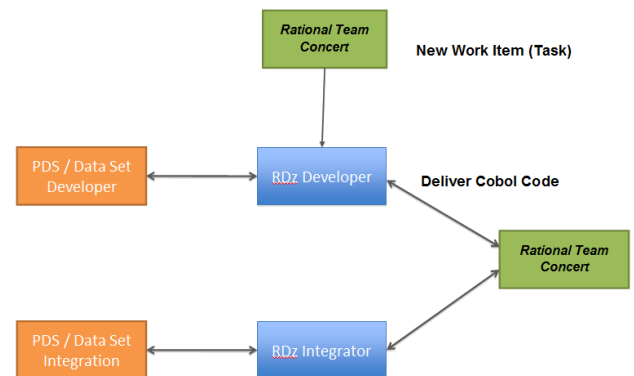 Rational Team
Concert
New Work Item (Task)
PDS / Data Set
Developer
RDz Developer
Deliver Cobol Code
Rational Team
Concert
PDS / Data Set
Integration
RDz Integrator